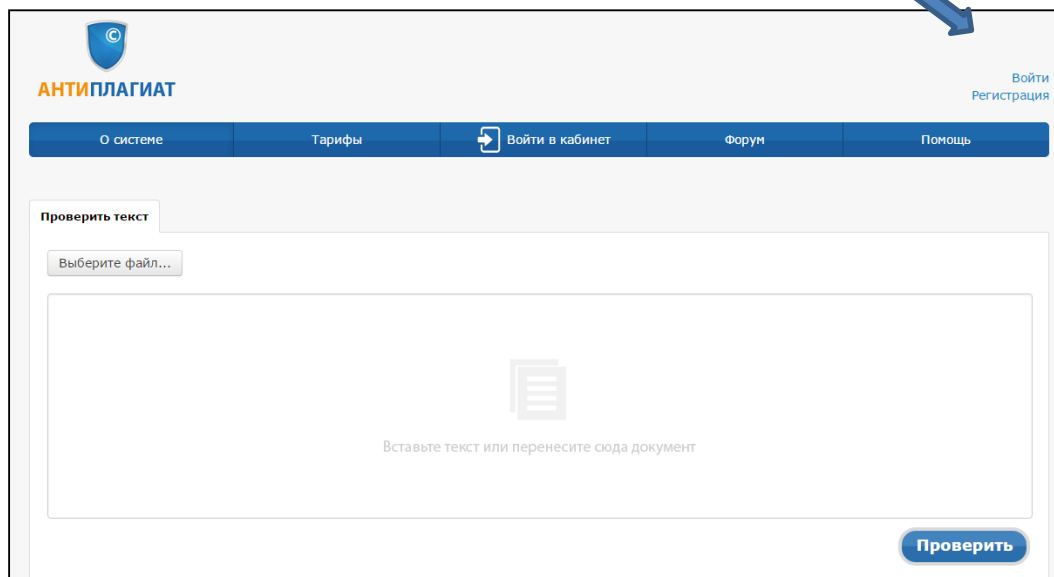 ©
АНТИПЛАГИАТ
Войти
Регистрация
О системе Тарифы Войти в кабинет Форум Помощь
Проверить текст
Выберите файл...
Вставьте текст или перенесите сюда документ
Проверить